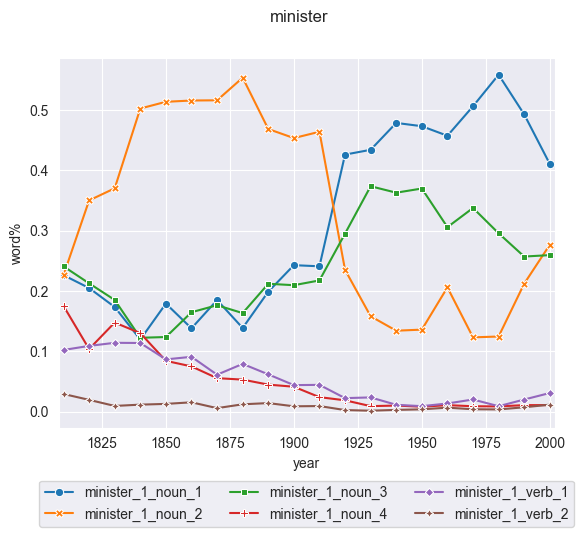 minister
0.5
0.4
0.3
0.2
0.1
0.0
word%
1825 1850 1875 1900 1925 1950 1975 2000
year
minister_1_noun_1 minister_1_noun_3 minister_1_verb_1
minister_1_noun_2 minister_1_noun_4 minister_1_verb_2